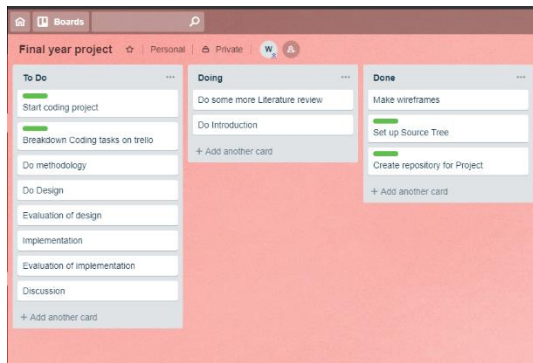 Boards
Final year project
Personal
Private
W
To Do
Start coding project
Breakdown Coding tasks on trello
Do methodology
Do Design
Evaluation of design
Implementation
Evaluation of implementation
Discussion
+ Add another card
Doing
Do some more Literature review
Do Introduction
+ Add another card
Done
Make wireframes
Set up Source Tree
Create repository for Project
+ Add another card